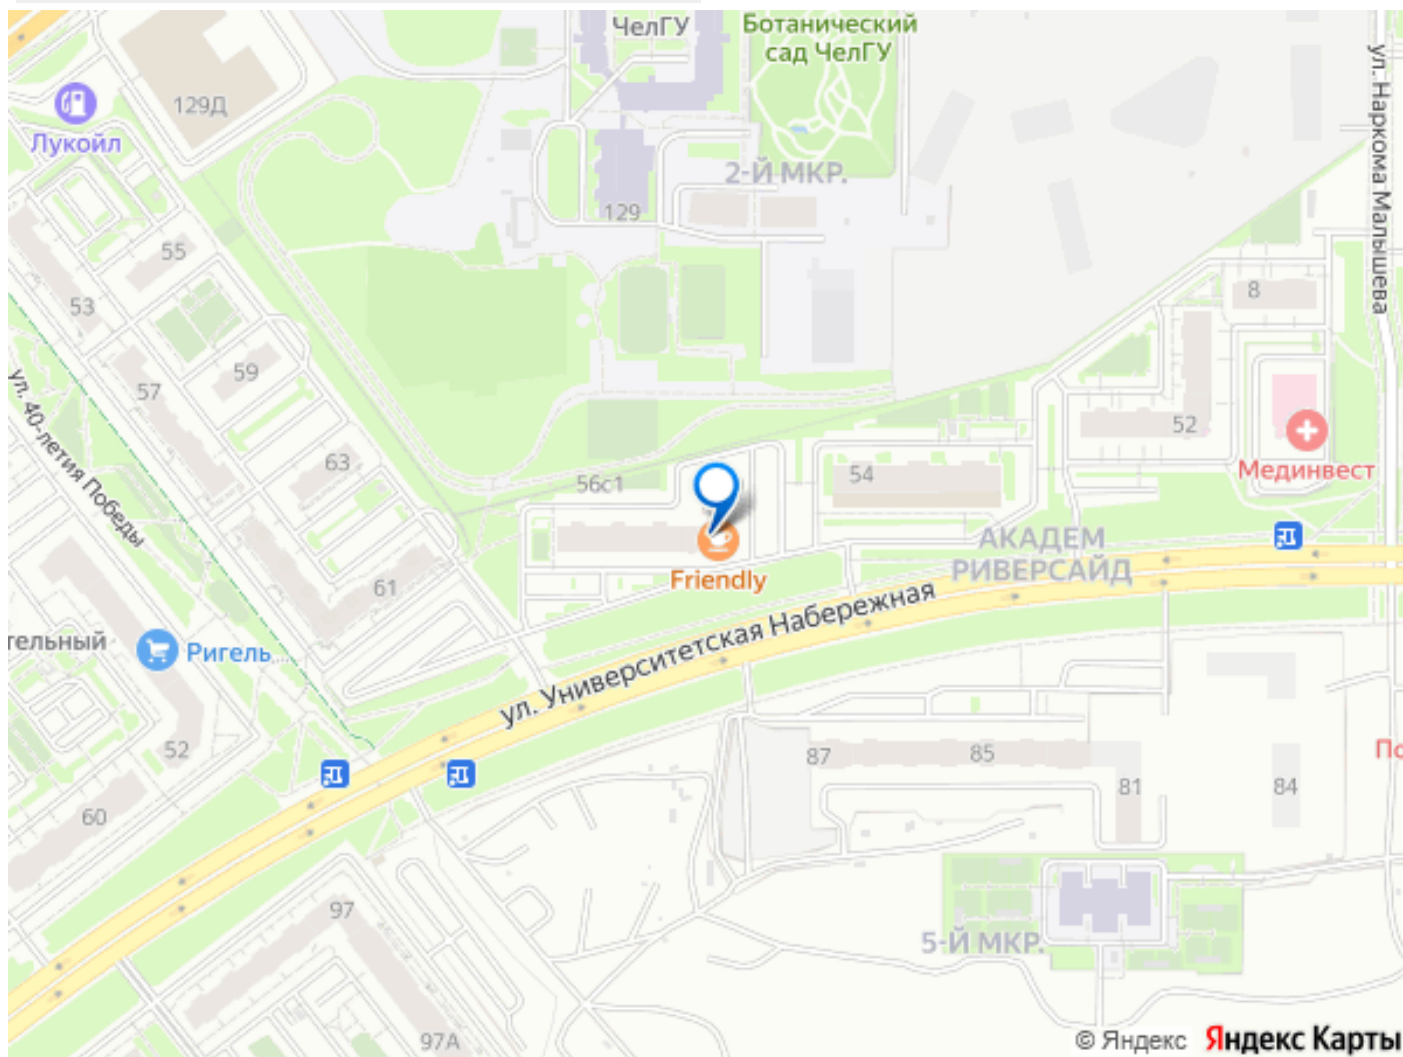 ЧелГУ
Ботанический
сад ЧелГУ
ул. Наркома Малышева
129Д
Лукойл
2-Й МКР.
129
55
53
8
59
57
ул. 40-летия Победы
52
63
Мединвест
54
56с1
АКАДЕМ
РИВЕРСАЙД
Friendly
61
ул. Университетская Набережная
тельный
Ригель
52
87
85
По
81
84
60
97
5-Й МКР.
97А
© Яндекс Яндекс Карты